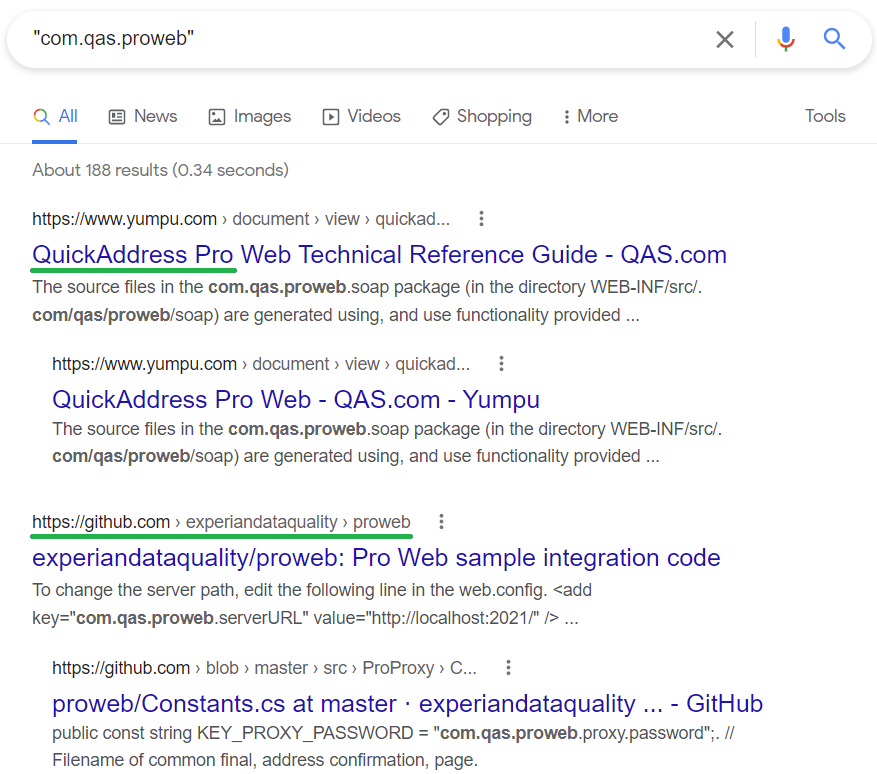 "com.qas.proweb"
All News Images Videos Shopping More Tools
About 188 results (0.34 seconds)
https://www.yumpu.com › document › view › quickad...
QuickAddress Pro Web Technical Reference Guide - QAS.com
The source files in the com.qas.proweb.soap package (in the directory WEB-INF/src/.
com/qas/proweb/soap) are generated using, and use functionality provided ...
https://www.yumpu.com › document › view › quickad...
QuickAddress Pro Web - QAS.com - Yumpu
The source files in the com.qas.proweb.soap package (in the directory WEB-INF/src/.
com/qas/proweb/soap) are generated using, and use functionality provided ...
https://github.com › experiandataquality › proweb
experiandataquality/proweb: Pro Web sample integration code
To change the server path, edit the following line in the web.config. <add
key="com.qas.proweb.serverURL" value="http://localhost:2021/" /> ...
https://github.com › blob › master › src › ProProxy › C...
proweb/Constants.cs at master · experiandataquality ... - GitHub
public const string KEY_PROXY_PASSWORD = "com.qas.proweb.proxy.password";. //
Filename of common final, address confirmation, page.